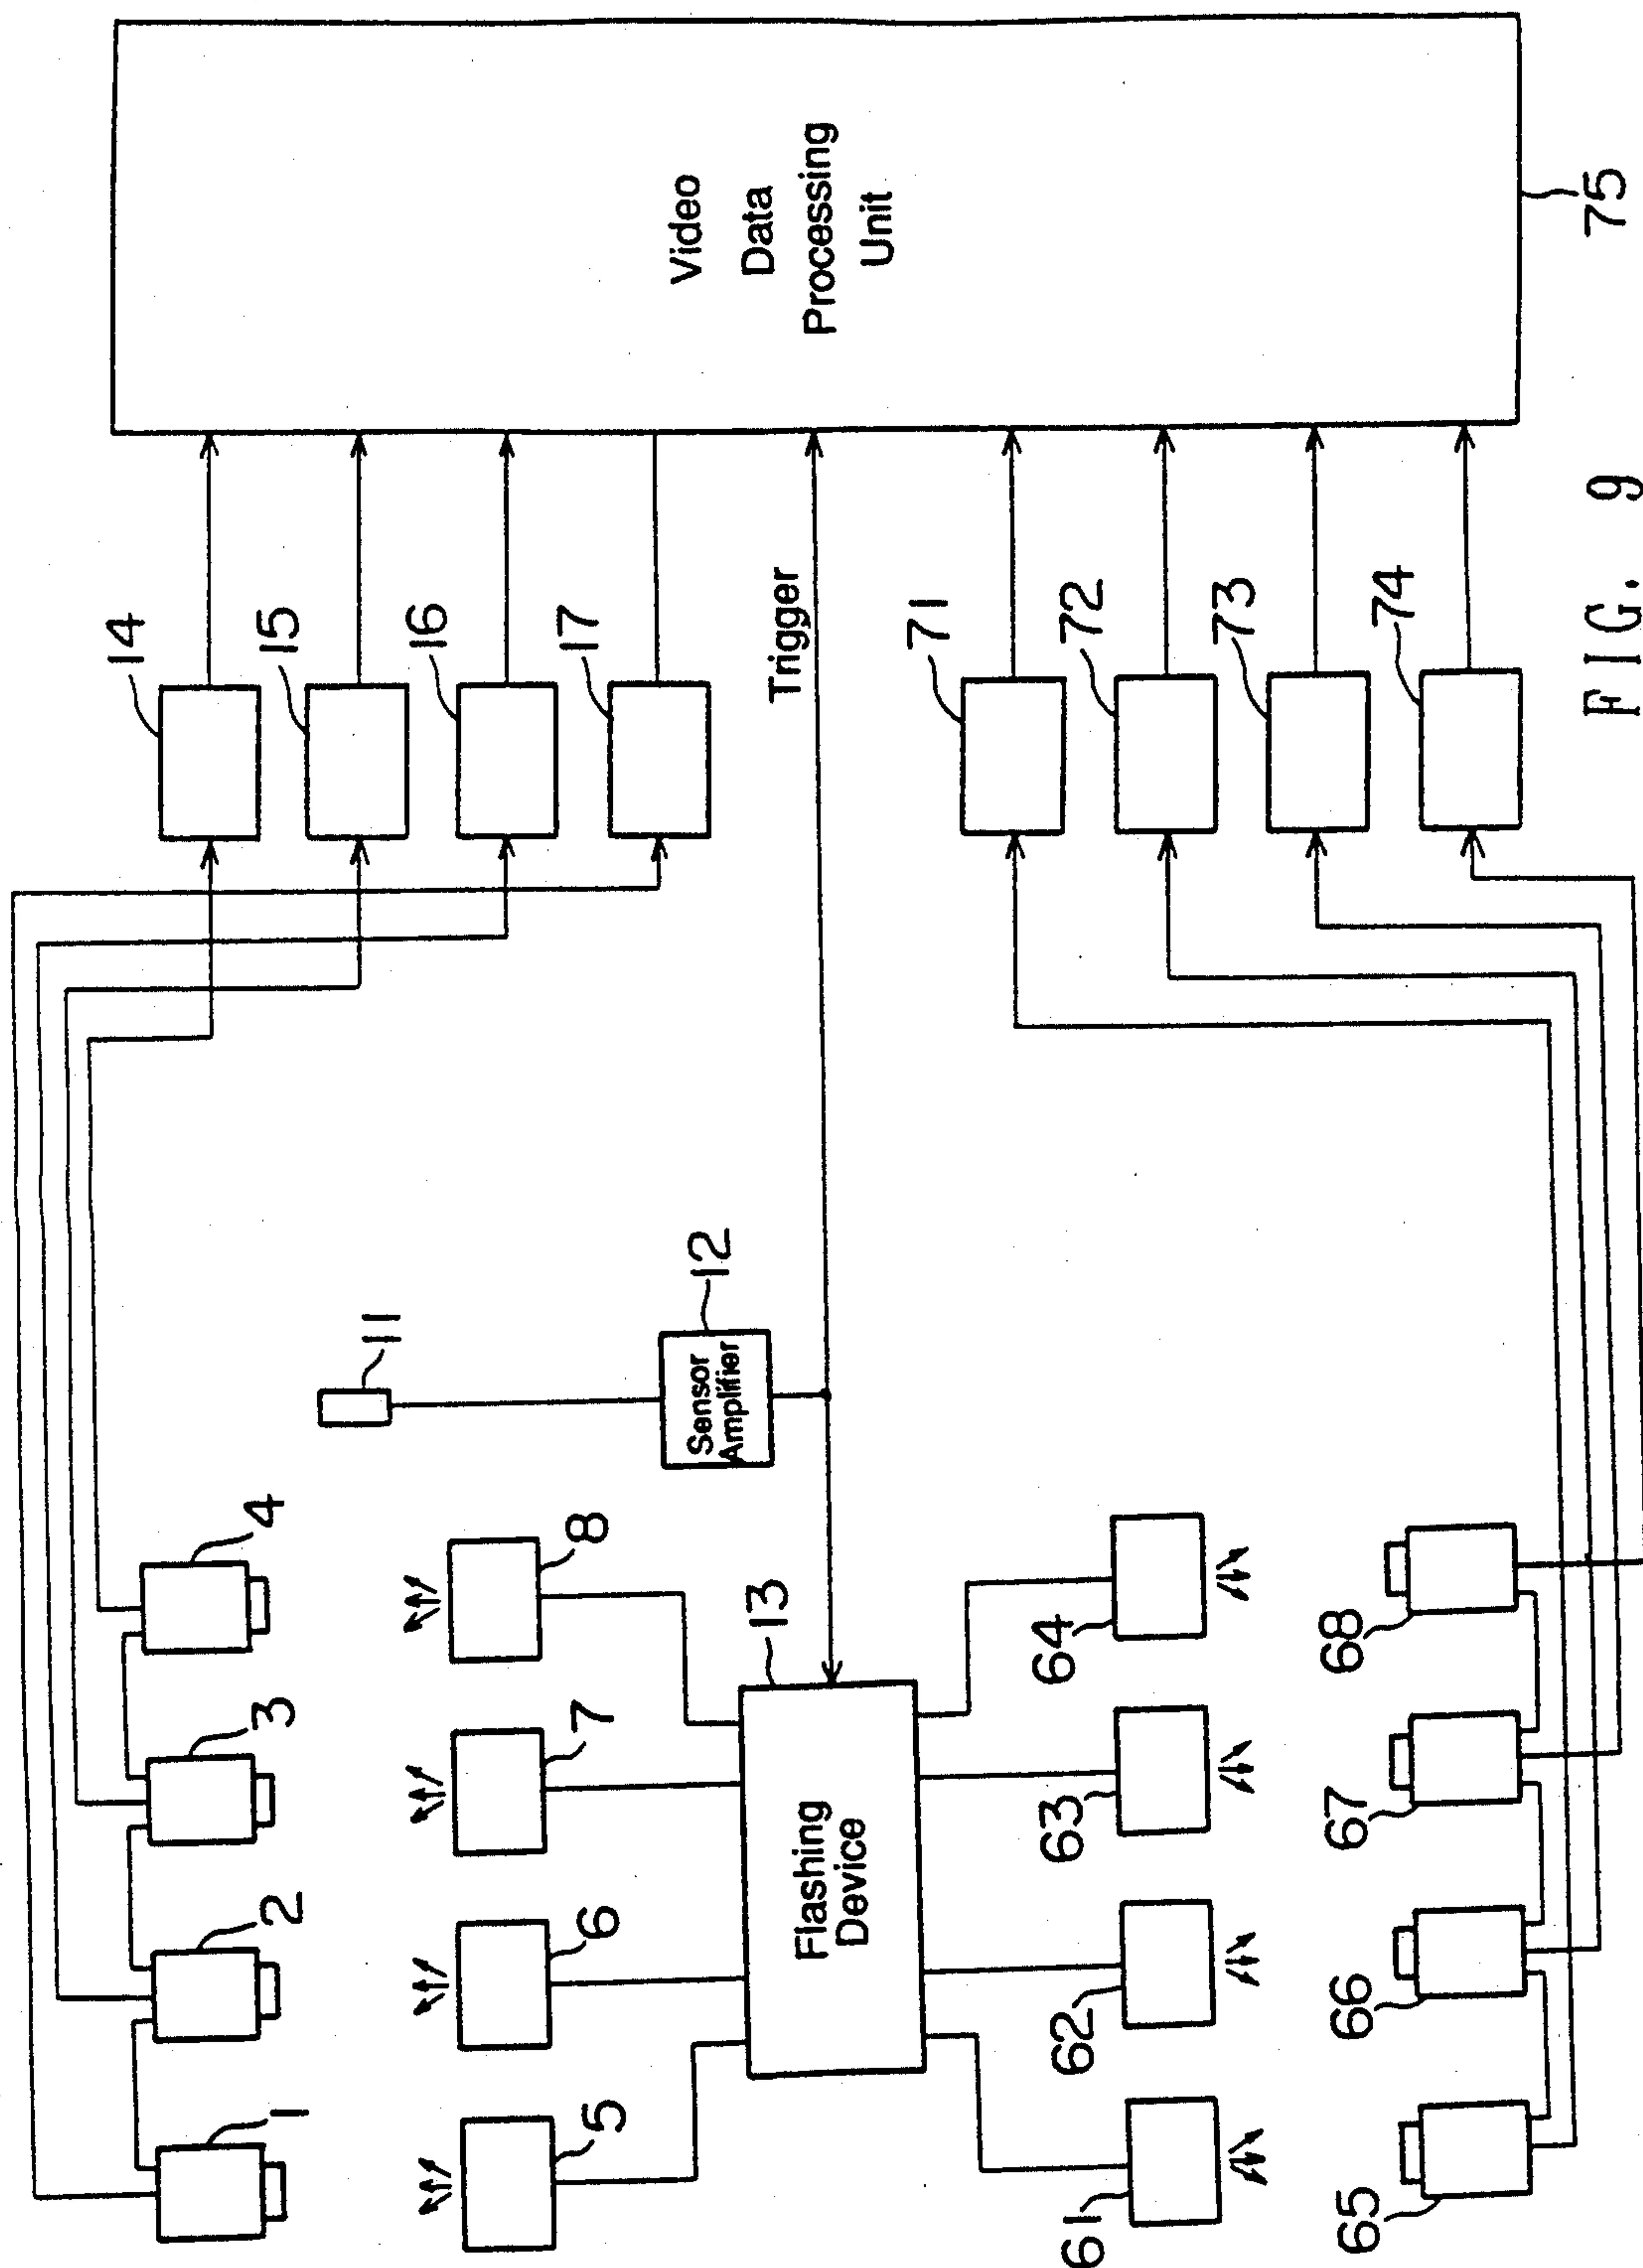 1
2
3
4
14
15
16
17
11
5
6
7
8
12
Sensor
Amplifier
13
Flashing
Device
Trigger
Video
Data
Processing
Unit
61
62
63
64
71
72
73
74
65
66
67
68
75
FIG. 9